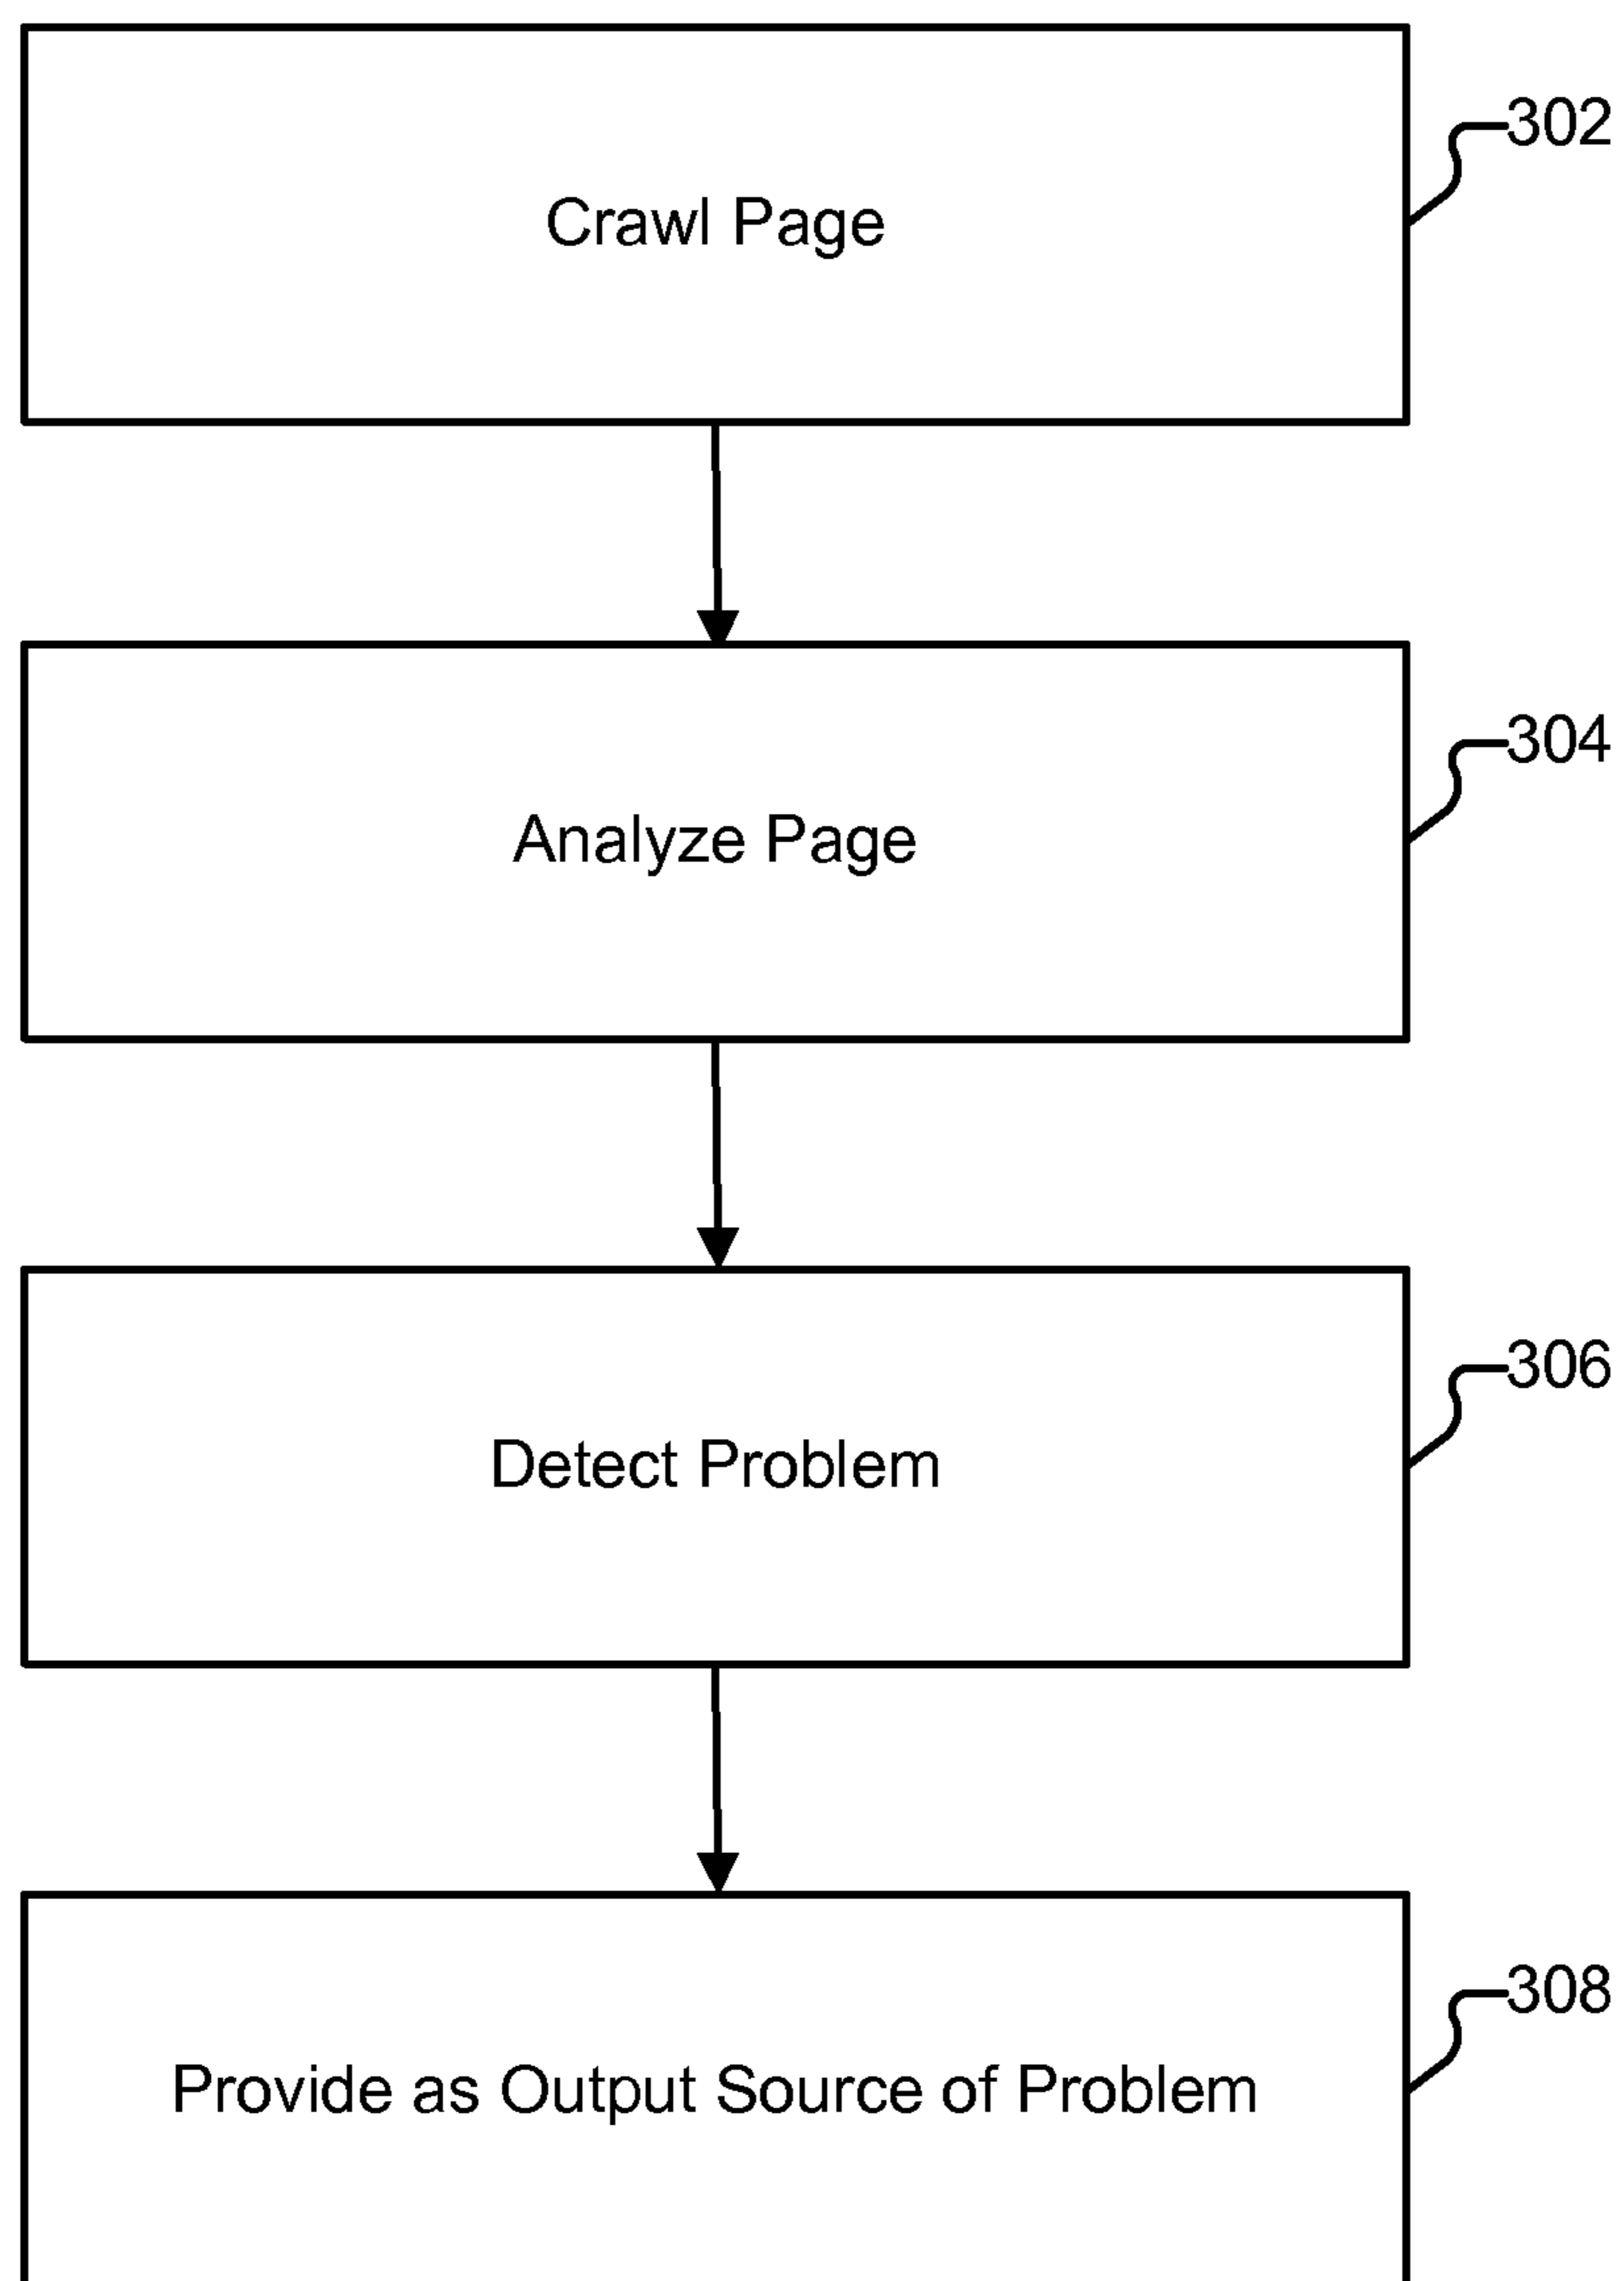 302
Crawl Page
304
Analyze Page
306
Detect Problem
308
Provide as Output Source of Problem